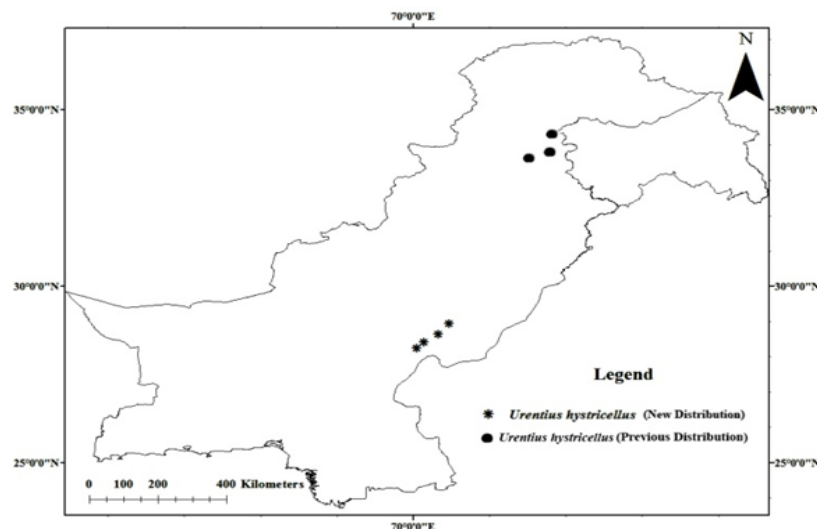 70°0'0"E
N
35°0'0"N 35°0'0"N
30°0'0"N 30°0'0"N
Legend
Urentius hystricellus (New Distribution)
Urentius hystricellus (Previous Distribution)
25°0'0"N 25°0'0"N
0 100 200 400 Kilometers
70°0'0"E